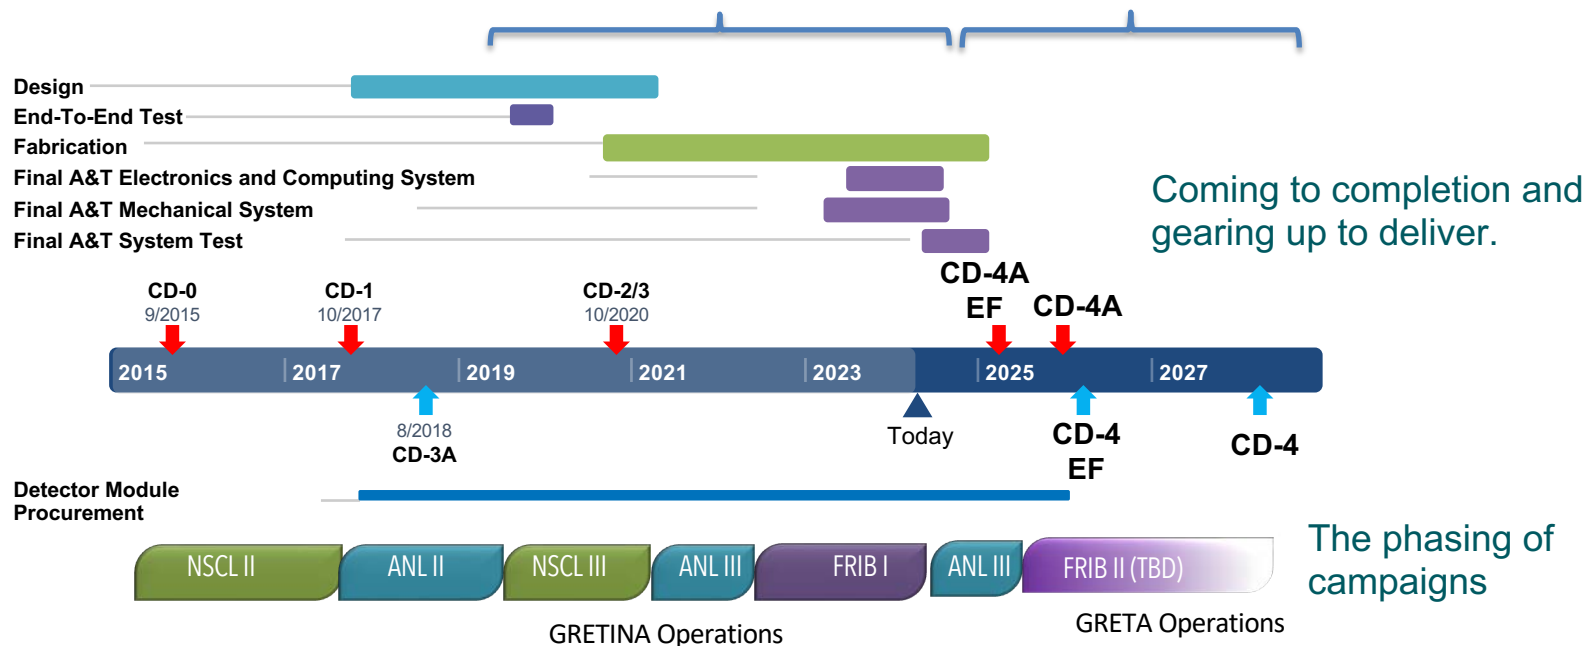 Design
End-To-End Test
Fabrication
Final A&T Electronics and Computing System
Final A&T Mechanical System
Final A&T System Test
Coming to completion and
gearing up to deliver.
CD-0
9/2015
CD-1
10/2017
CD-2/3
10/2020
CD-4A
EF
CD-4A
2015
2017
2019
2021
2023
2025
2027
8/2018
CD-3A
Today
CD-4
EF
CD-4
Detector Module
Procurement
NSCL II
ANL II
NSCL III
ANL III
FRIB I
ANL III
FRIB II (TBD)
The phasing of
campaigns
GRETINA Operations
GRETA Operations